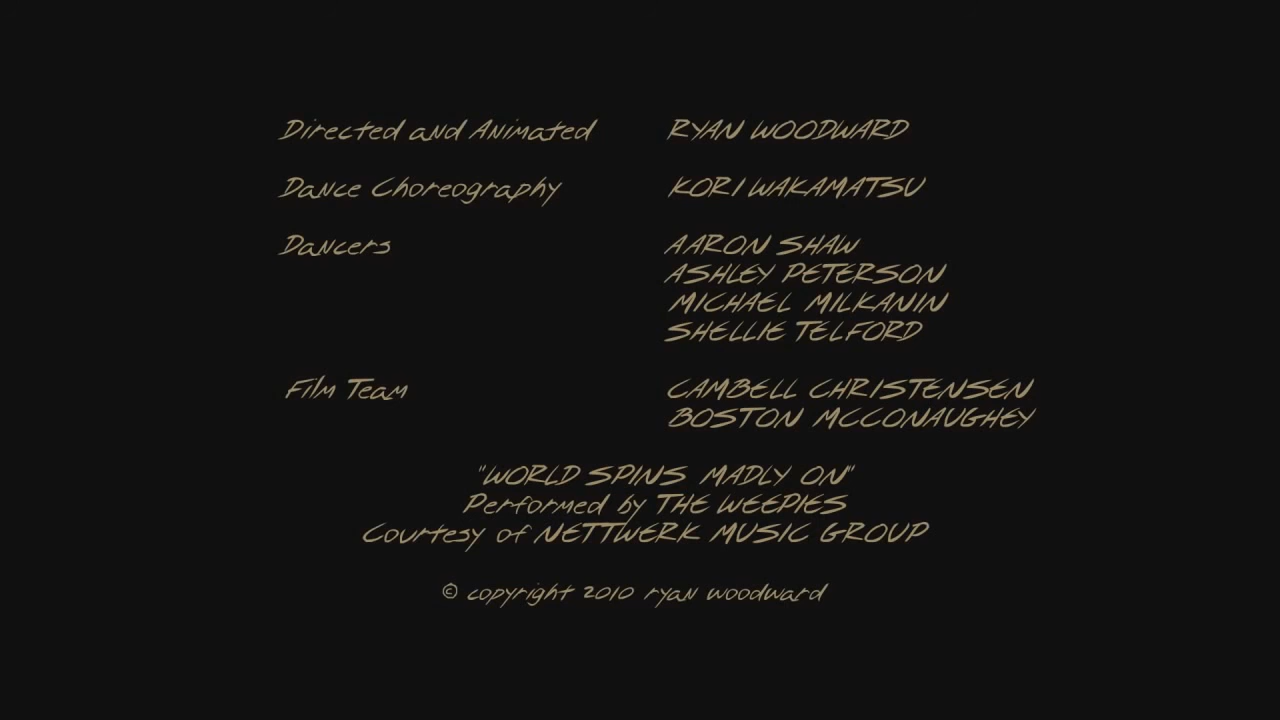 Directed and Animated RYAN WOODWARD
Dance Choreography KORI WAKAMATSU
Dancers AARON SHAW
ASHLEY PETERSON
MICHAEL MILKANIN
SHELLIE TELFORD
Film Team CAMBELL CHRISTENSEN
BOSTON MCCONAUGHEY
"WORLD SPINS MADLY ON"
Performed by THE WEEPIES
Courtesy of NETTWERK MUSIC GROUP
© copyright 2010 ryan woodward